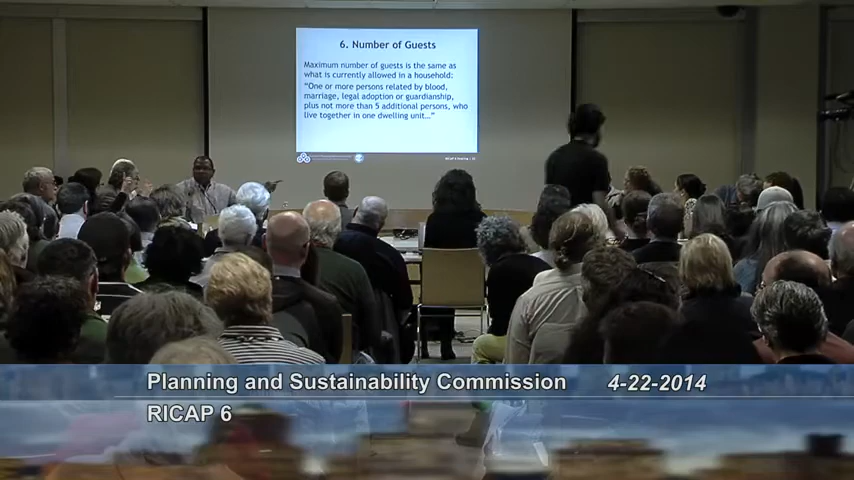 6. Number of Guests
Maximum number of guests is the same as
what is currently allowed in a household:
"One or more persons related by blood,
marriage, legal adoption or guardianship,
plus not more than 5 additional persons, who
live together in one dwelling unit..."
Planning and Sustainability Commission 4-22-2014
RICAP 6